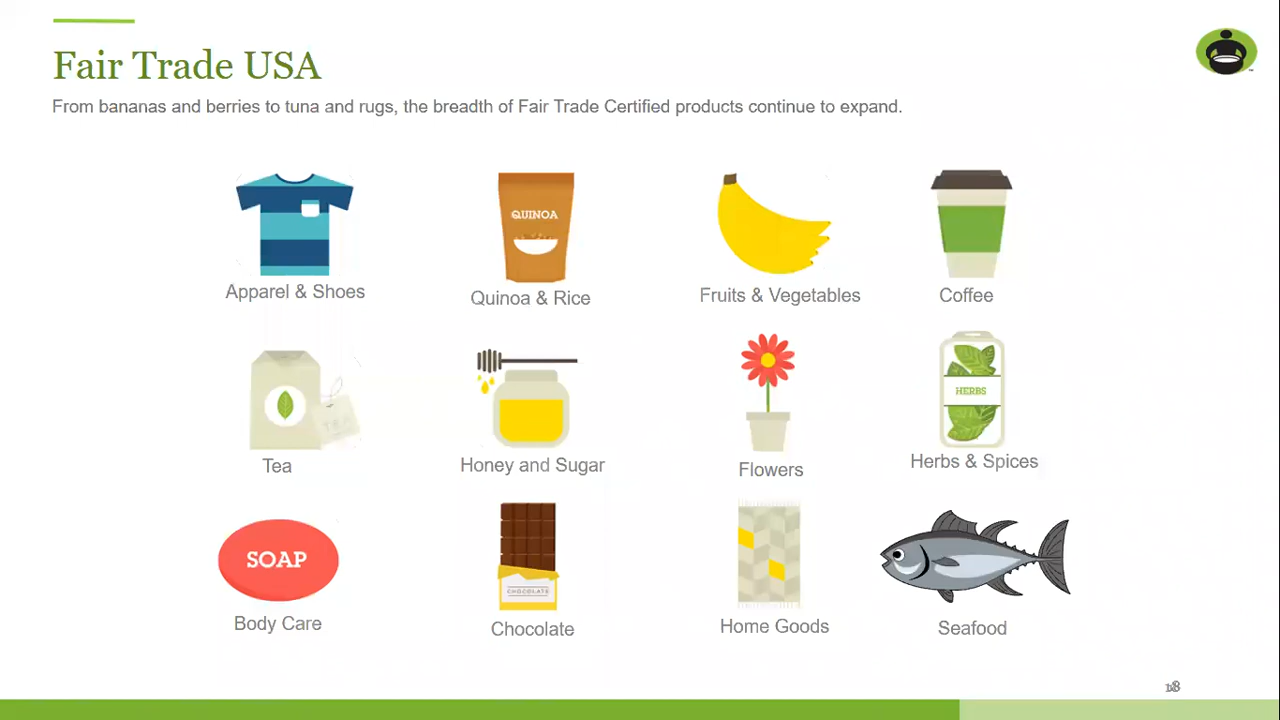 Fair Trade USA
From bananas and berries to tuna and rugs, the breadth of Fair Trade Certified products continue to expand.
QUINOA
Apparel & Shoes
Quinoa & Rice
Fruits & Vegetables
Coffee
HERBS
TEA
Tea
Honey and Sugar
Flowers
Herbs & Spices
SOAP
CHOCOLATE
Body Care
Chocolate
Home Goods
Seafood